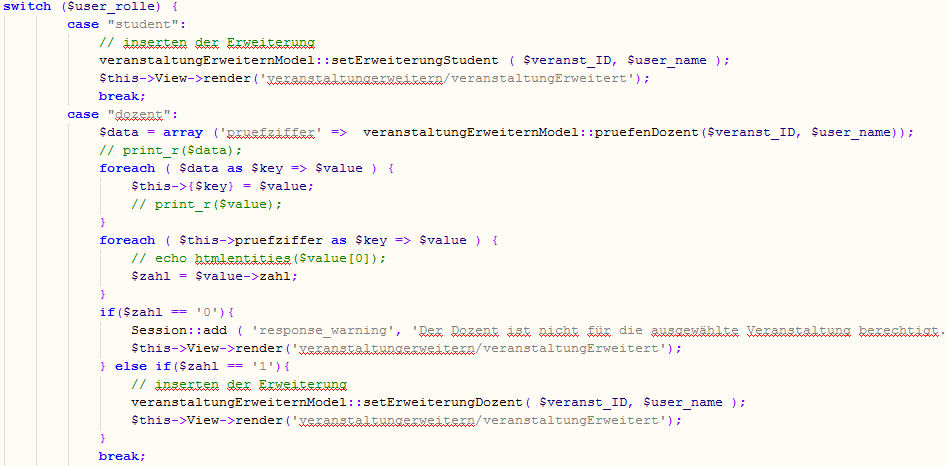 switch ($user_rolle) {
case "student":
// inserten der Erweiterung
veranstaltungErweiternModel::setErweiterungStudent ( $veranst_ID, $user_name );
$this->View->render('veranstaltungerweitern/veranstaltungErweitert');
break;
case "dozent":
$data = array ('pruefziffer' =>  veranstaltungErweiternModel::pruefenDozent($veranst_ID, $user_name));
// print_r($data);
foreach ( $data as $key => $value ) {
$this->{$key} = $value;
// print_r($value);
}
foreach ( $this->pruefziffer as $key => $value ) {
// echo htmlentities($value[0]);
$zahl = $value->zahl;
}
if($zahl == '0'){
Session::add ( 'response_warning', 'Der Dozent ist nicht für die ausgewählte Veranstaltung berechtigt.
$this->View->render('veranstaltungerweitern/veranstaltungErweitert');
} else if($zahl == '1'){
// inserten der Erweiterung
veranstaltungErweiternModel::setErweiterungDozent( $veranst_ID, $user_name );
$this->View->render('veranstaltungerweitern/veranstaltungErweitert');
}
break;